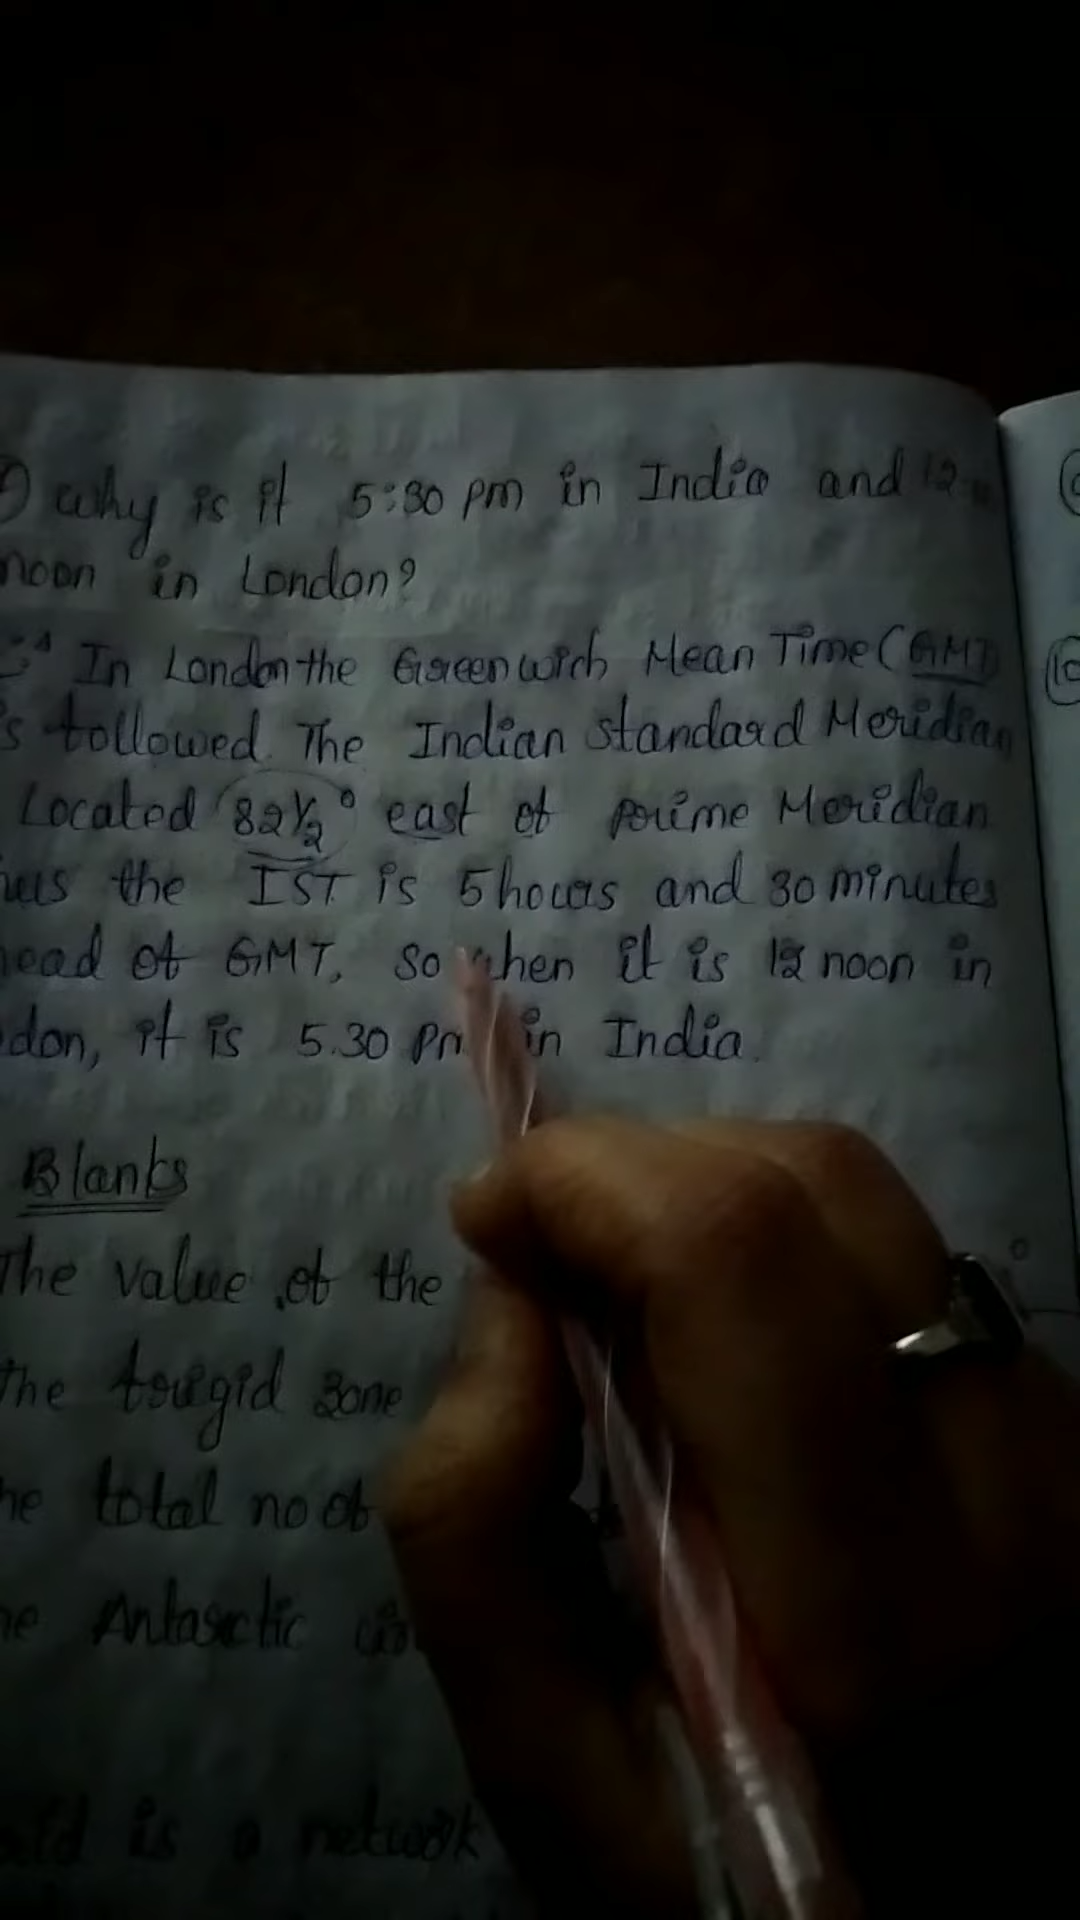 why is it 5:30 pm in India and 12
noon in London?
In London the Greenwich Mean Time (GMT)
is followed. The Indian standard Meridian
Located 82½° east of prime Meridian
the IST is 5 hours and 30 minutes
head of GMT. So when it is 12 noon in
don, it is 5.30 Pm in India.
Blanks
The value of the
the frigid zone
he total no of
he Antarctic
is a network